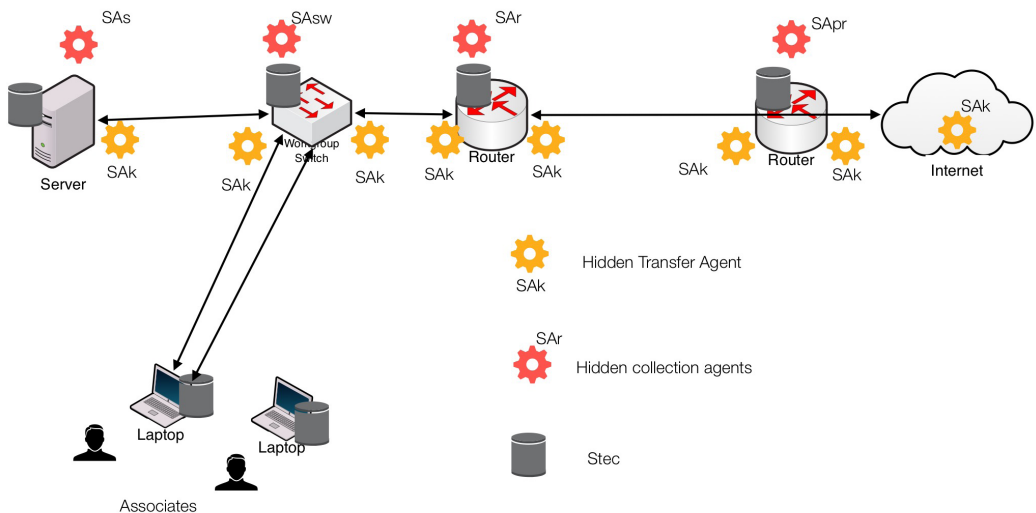 SAs
SAsw
SAr
SApr
SAk
Server
SAk
SAk
Workgroup
Switch
SAk
SAk
Router
SAk
SAk
Router
SAk
Internet
SAk
Hidden Transfer Agent
SAr
Hidden collection agents
Stec
Laptop
Laptop
Associates